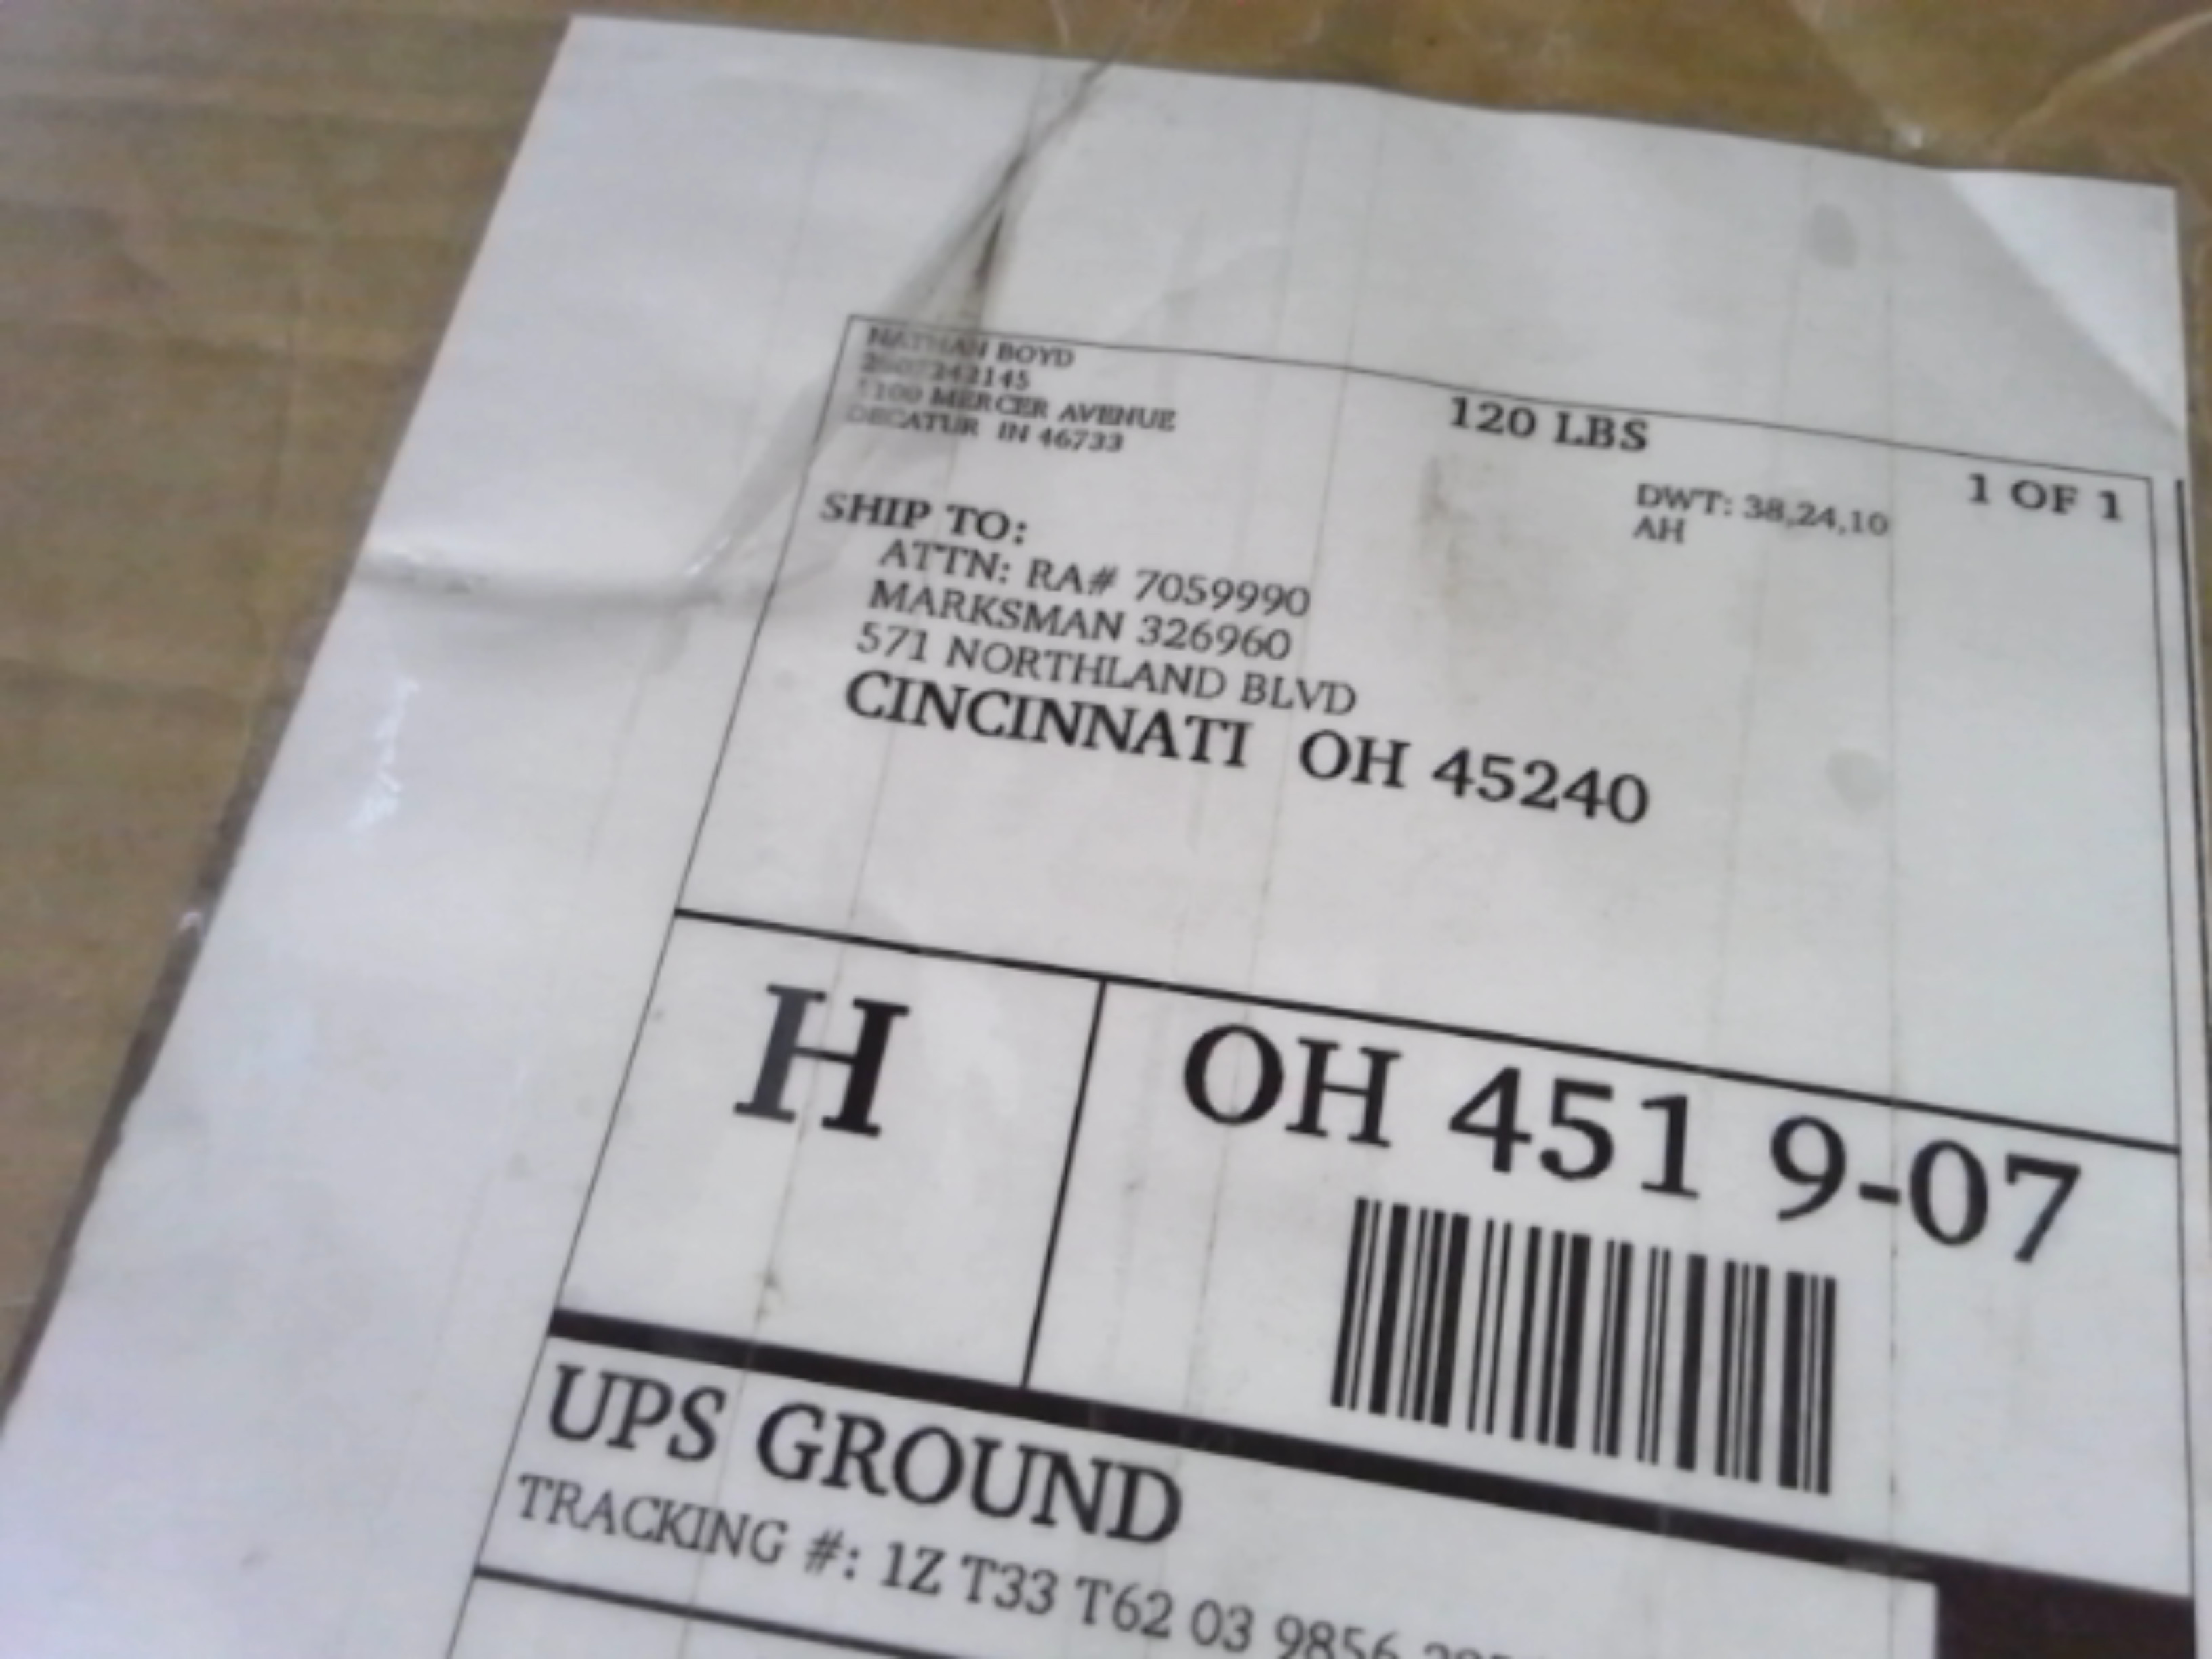 NATHAN BOYD
2607242145
1100 MERCER AVENUE
DECATUR IN 46733
120 LBS
1 OF 1
DWT: 38,24,10
AH
SHIP TO:
ATTN: RA# 7059990
MARKSMAN 326960
571 NORTHLAND BLVD
CINCINNATI OH 45240
H
OH 451 9-07
UPS GROUND
TRACKING #: 1Z T33 T62 03 9856